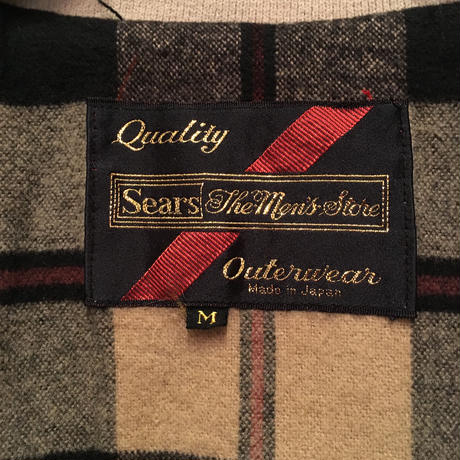 Quality
Sears The Men's Store
Outerwear
Made in Japan
M